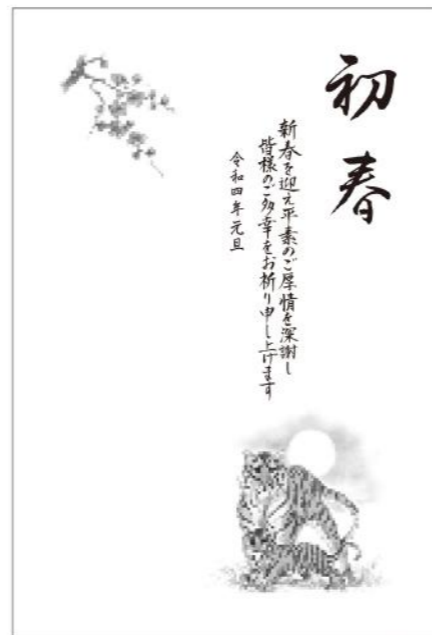 初春
新春を迎え平素のご厚情を深謝し
皆様のご多幸をお祈り申し上げます
令和四年元旦